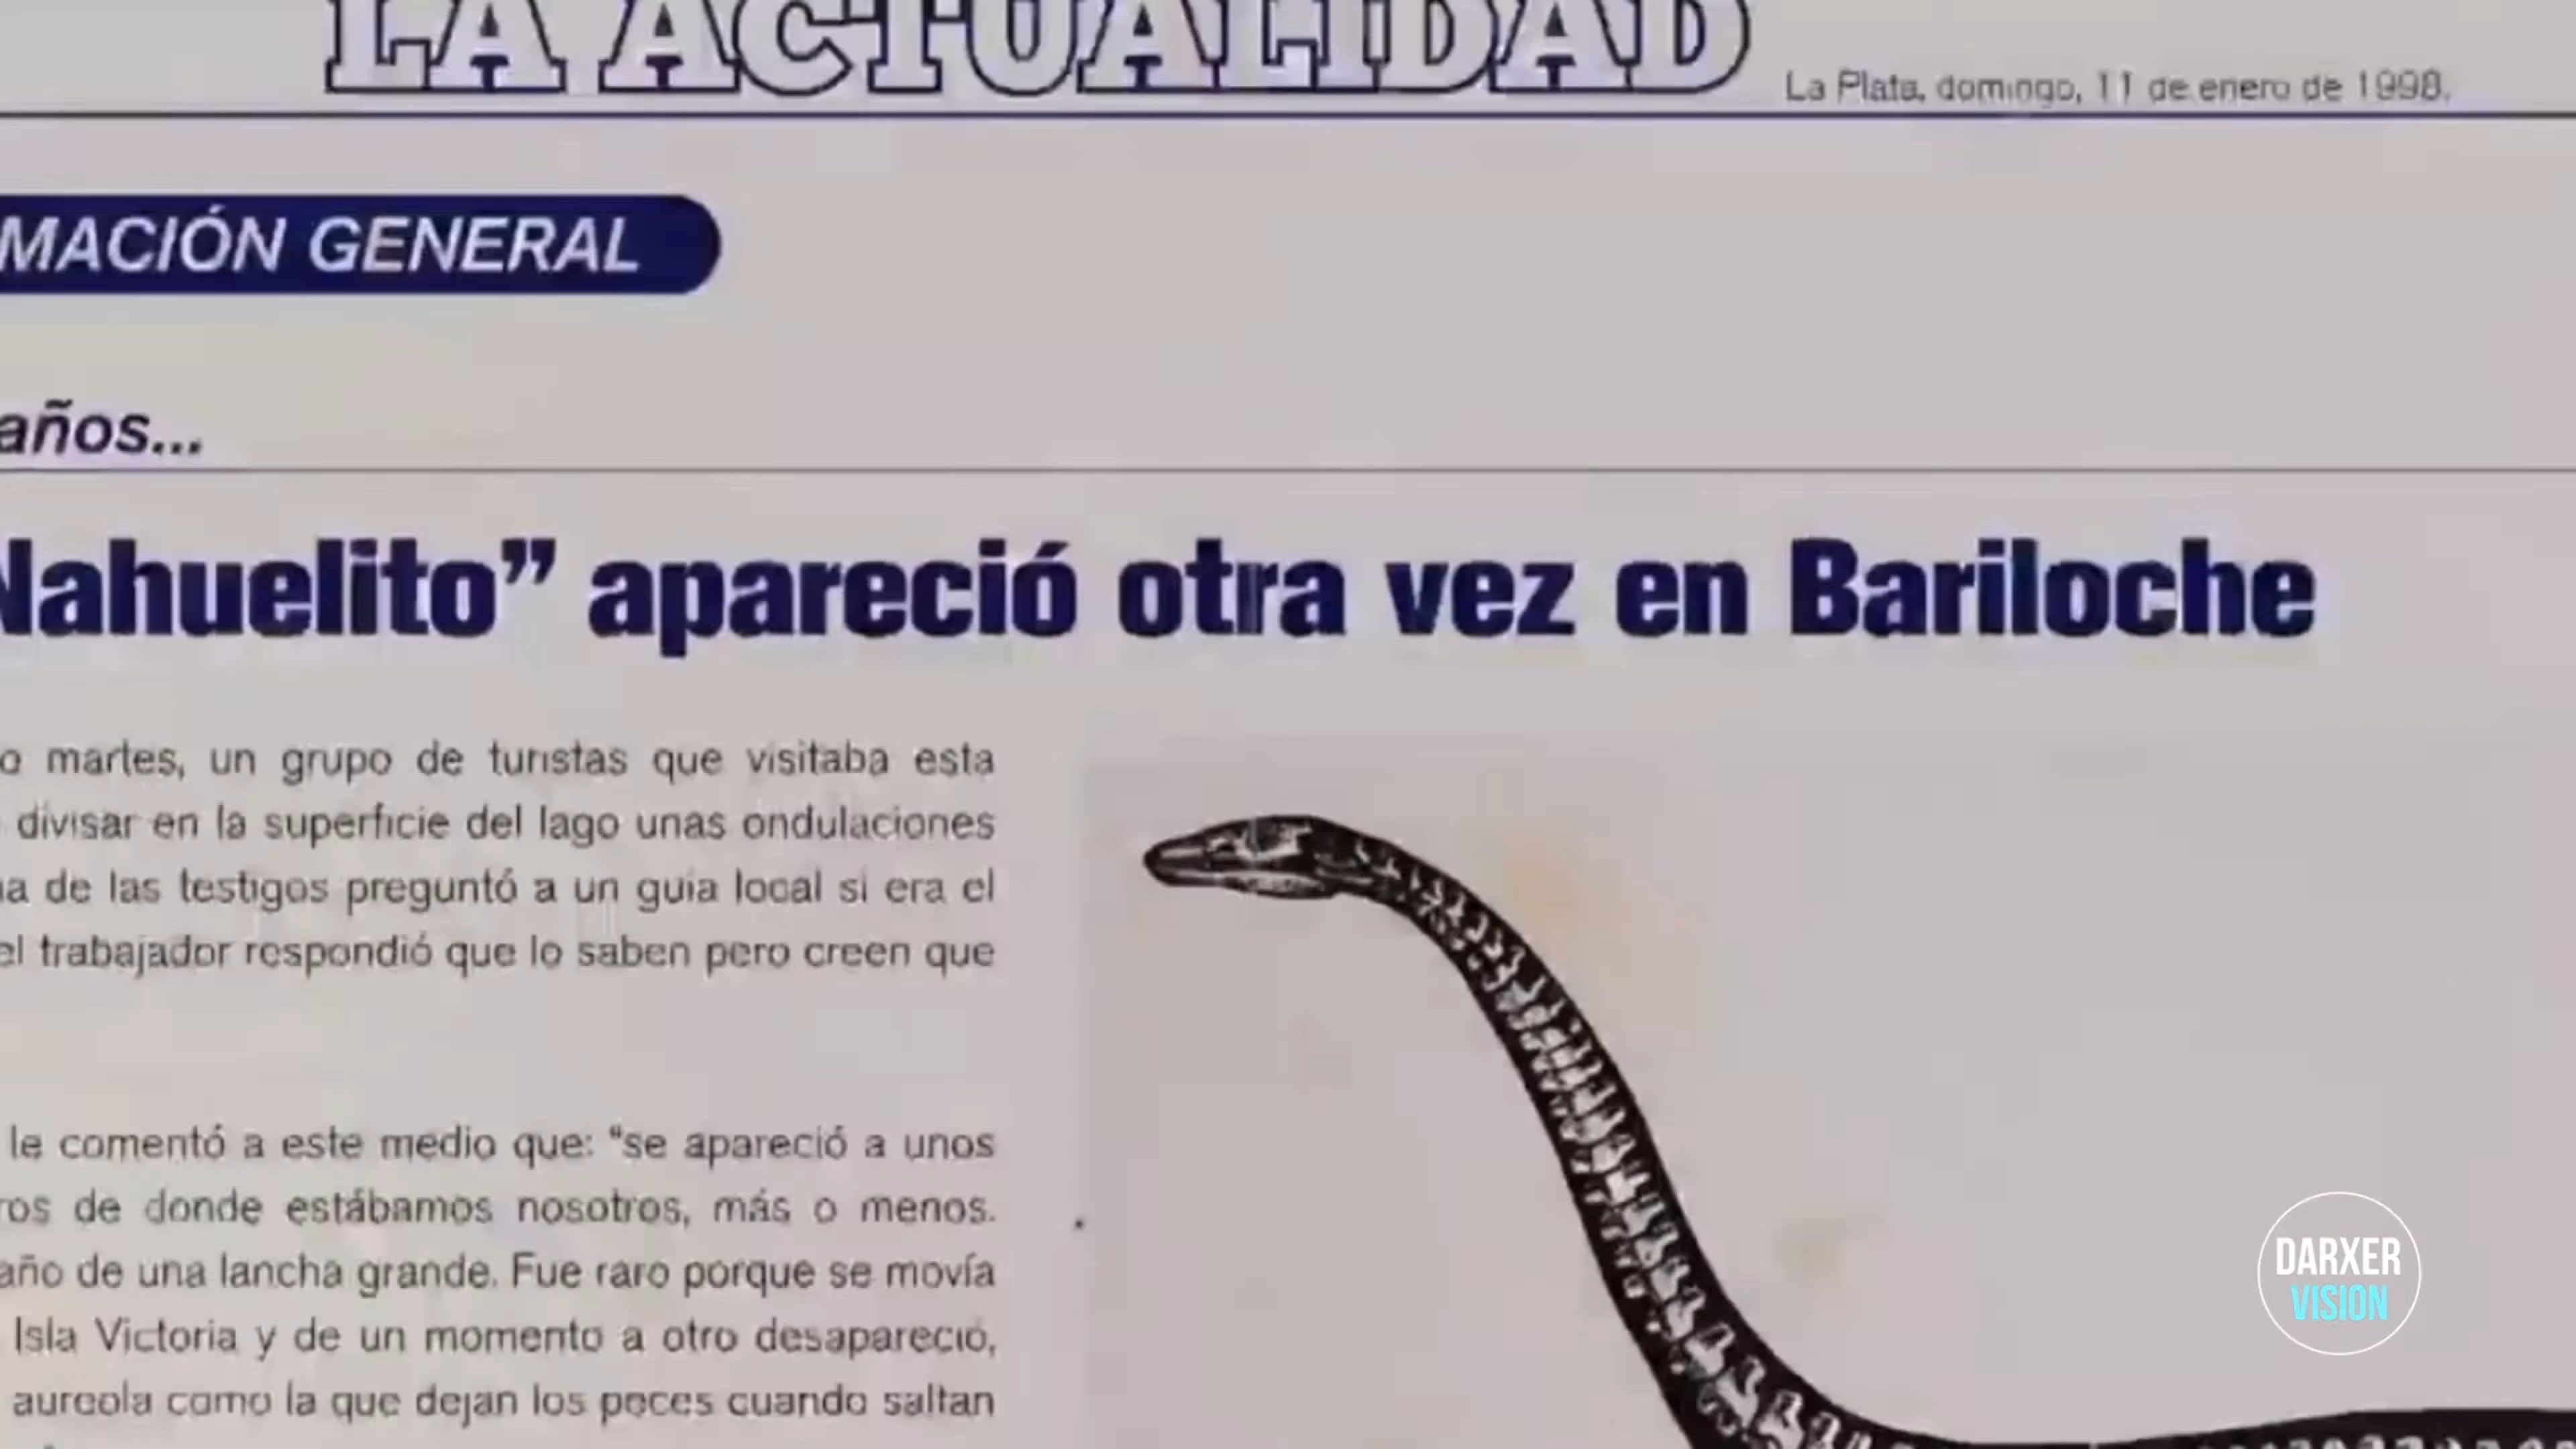 LA ACTUALIDAD
La Plata, domingo, 11 de enero de 1998.
MACIÓN GENERAL
años...
Nahuelito” apareció otra vez en Bariloche
o martes, un grupo de turistas que visitaba esta
divisar en la superficie del lago unas ondulaciones
na de las testigos preguntó a un guia local si era el
el trabajador respondió que lo saben pero creen que
le comentó a este medio que: “se apareció a unos
ros de donde estábamos nosotros, más o menos.
año de una lancha grande. Fue raro porque se movía
Isla Victoria y de un momento a otro desapareció,
aureola como la que dejan los peces cuando saltan
DARXER
VISION